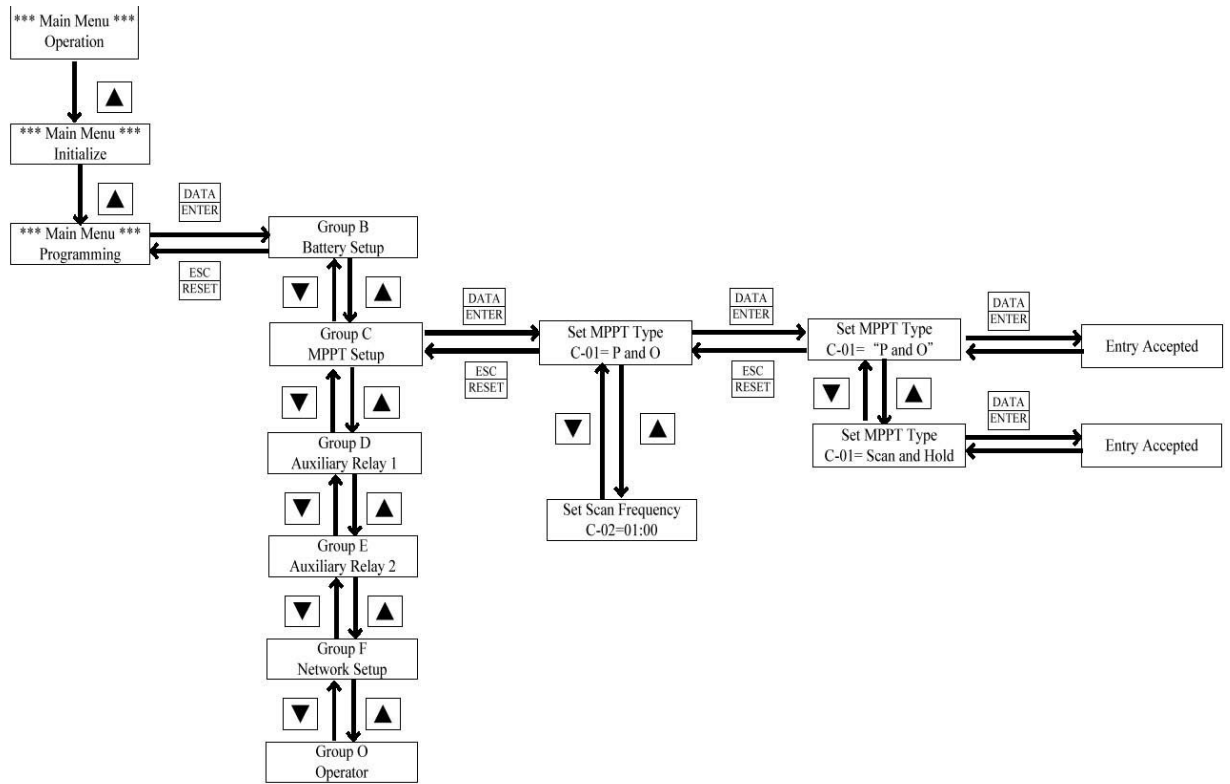 *** Main Menu ***
Operation
▲
*** Main Menu ***
Initialize
▲
*** Main Menu ***
Programming
DATA
ENTER
ESC
RESET
Group B
Battery Setup
▼ ▲
Group C
MPPT Setup
DATA
ENTER
ESC
RESET
Set MPPT Type
C-01= P and O
DATA
ENTER
ESC
RESET
Set MPPT Type
C-01= “P and O”
DATA
ENTER
Entry Accepted
▼ ▲
Set MPPT Type
C-01= Scan and Hold
DATA
ENTER
Entry Accepted
▼ ▲
Set Scan Frequency
C-02=01:00
▼ ▲
Group D
Auxiliary Relay 1
▼ ▲
Group E
Auxiliary Relay 2
▼ ▲
Group F
Network Setup
▼ ▲
Group O
Operator